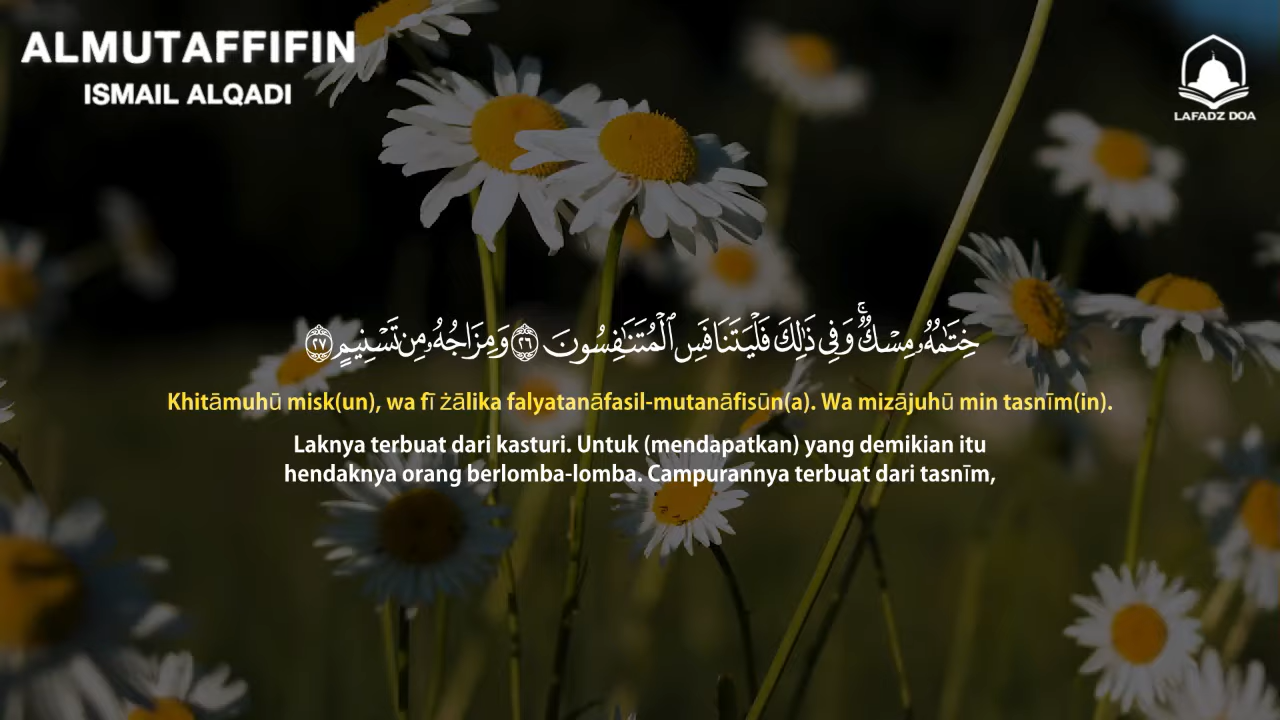 ALMUTAFFIFIN
ISMAIL ALQADI
LAFADZ DOA
خِتَٰمُهُۥ مِسْكٌۚ وَفِى ذَٰلِكَ فَلْيَتَنَافَسِ ٱلْمُتَنَٰفِسُونَ ٢٦ وَمِزَاجُهُۥ مِن تَسْنِيمٍ ٢٧
Khitāmuhū misk(un), wa fī żālika falyatanāfasil-mutanāfisūn(a). Wa mizājuhū min tasnīm(in).
Laknya terbuat dari kasturi. Untuk (mendapatkan) yang demikian itu
hendaknya orang berlomba-lomba. Campurannya terbuat dari tasnīm,